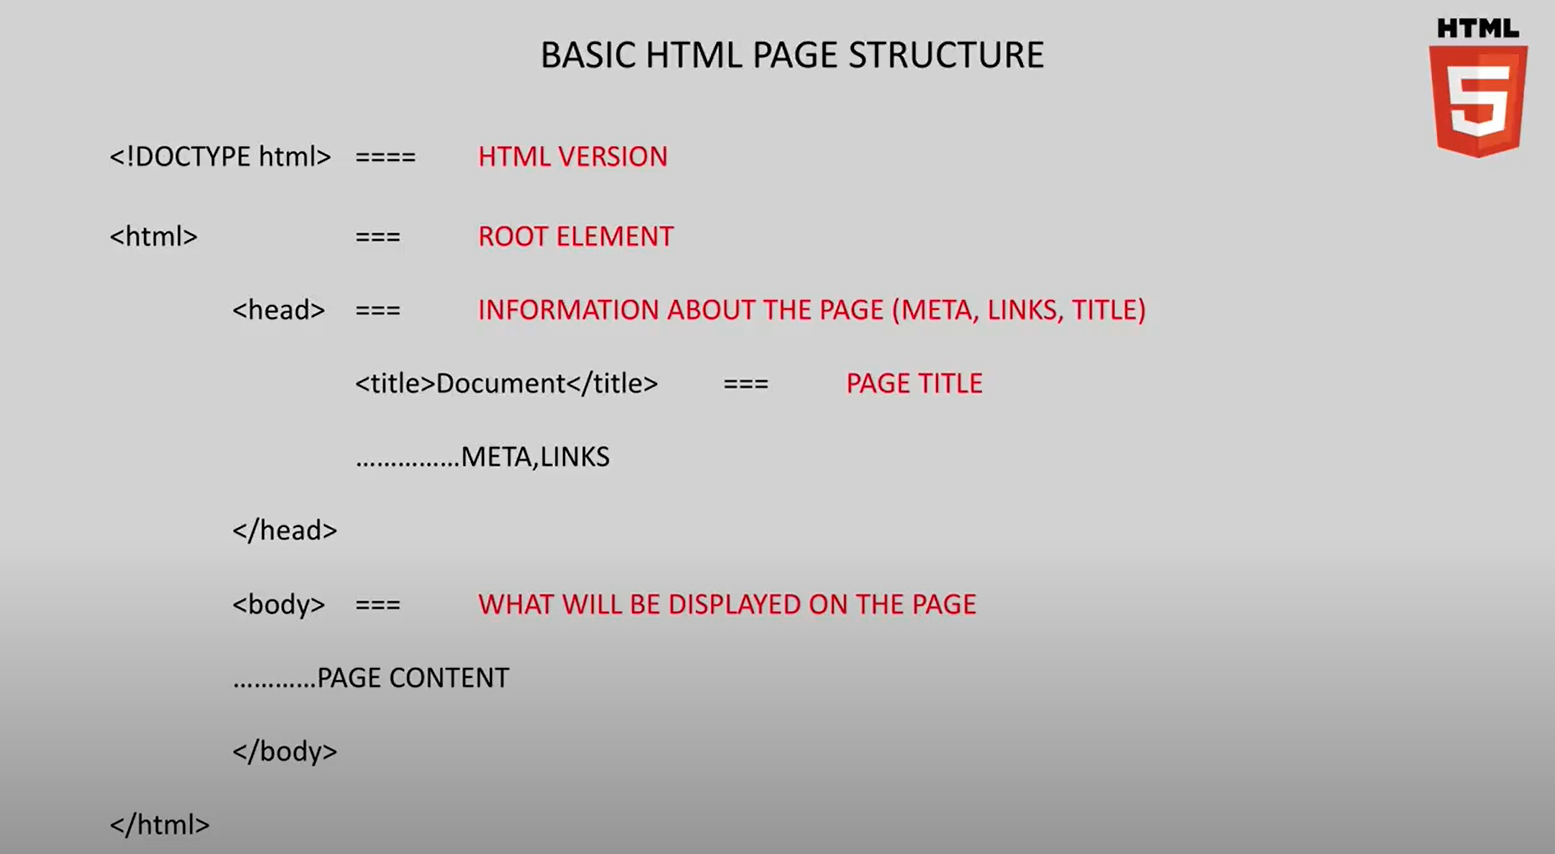 BASIC HTML PAGE STRUCTURE
HTML
5
<!DOCTYPE html> ==== HTML VERSION
<html> === ROOT ELEMENT
<head> === INFORMATION ABOUT THE PAGE (META, LINKS, TITLE)
<title>Document</title> === PAGE TITLE
……………META,LINKS
</head>
<body> === WHAT WILL BE DISPLAYED ON THE PAGE
…………PAGE CONTENT
</body>
</html>